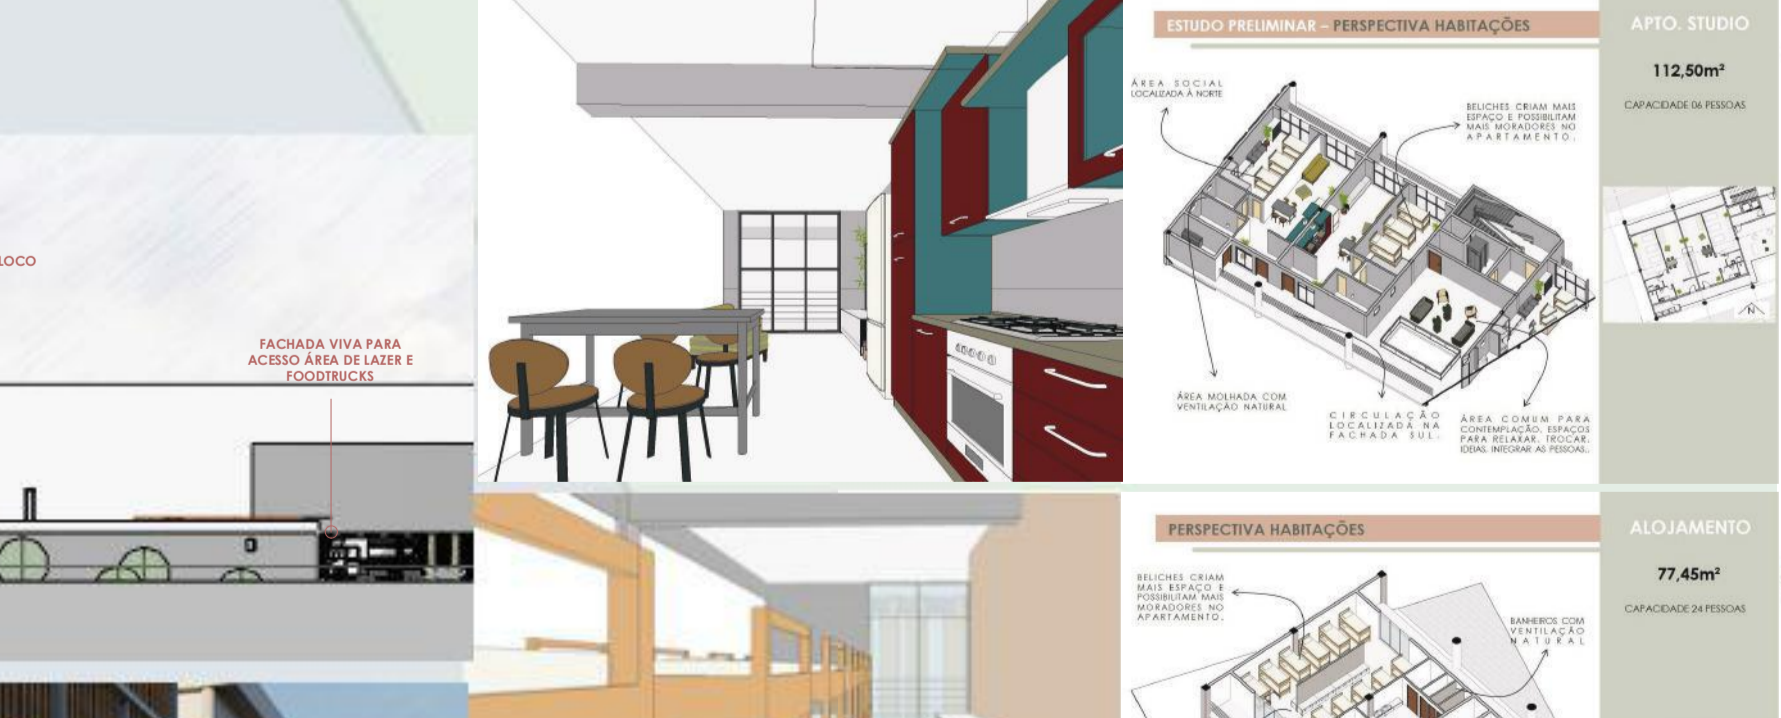 LOCO
FACHADA VIVA PARA
ACESSO ÁREA DE LAZER E
FOODTRUCKS
ESTUDO PRELIMINAR – PERSPECTIVA HABITAÇÕES
ÁREA SOCIAL
LOCALIZADA À NORTE
BELICHES CRIAM MAIS
ESPAÇO E POSSIBILITAM
MAIS MORADORES NO
APARTAMENTO.
ÁREA MOLHADA COM
VENTILAÇÃO NATURAL
CIRCULAÇÃO
LOCALIZADA NA
FACHADA SUL.
ÁREA COMUM PARA
CONTEMPLAÇÃO, ESPAÇOS
PARA RELAXAR, TROCAR
IDEIAS, INTEGRAR AS PESSOAS..
APTO. STUDIO
112,50m²
CAPACIDADE 06 PESSOAS
N
PERSPECTIVA HABITAÇÕES
BELICHES CRIAM
MAIS ESPAÇO E
POSSIBILITAM MAIS
MORADORES NO
APARTAMENTO.
BANHEIROS COM
VENTILAÇÃO
NATURAL
ALOJAMENTO
77,45m²
CAPACIDADE 24 PESSOAS